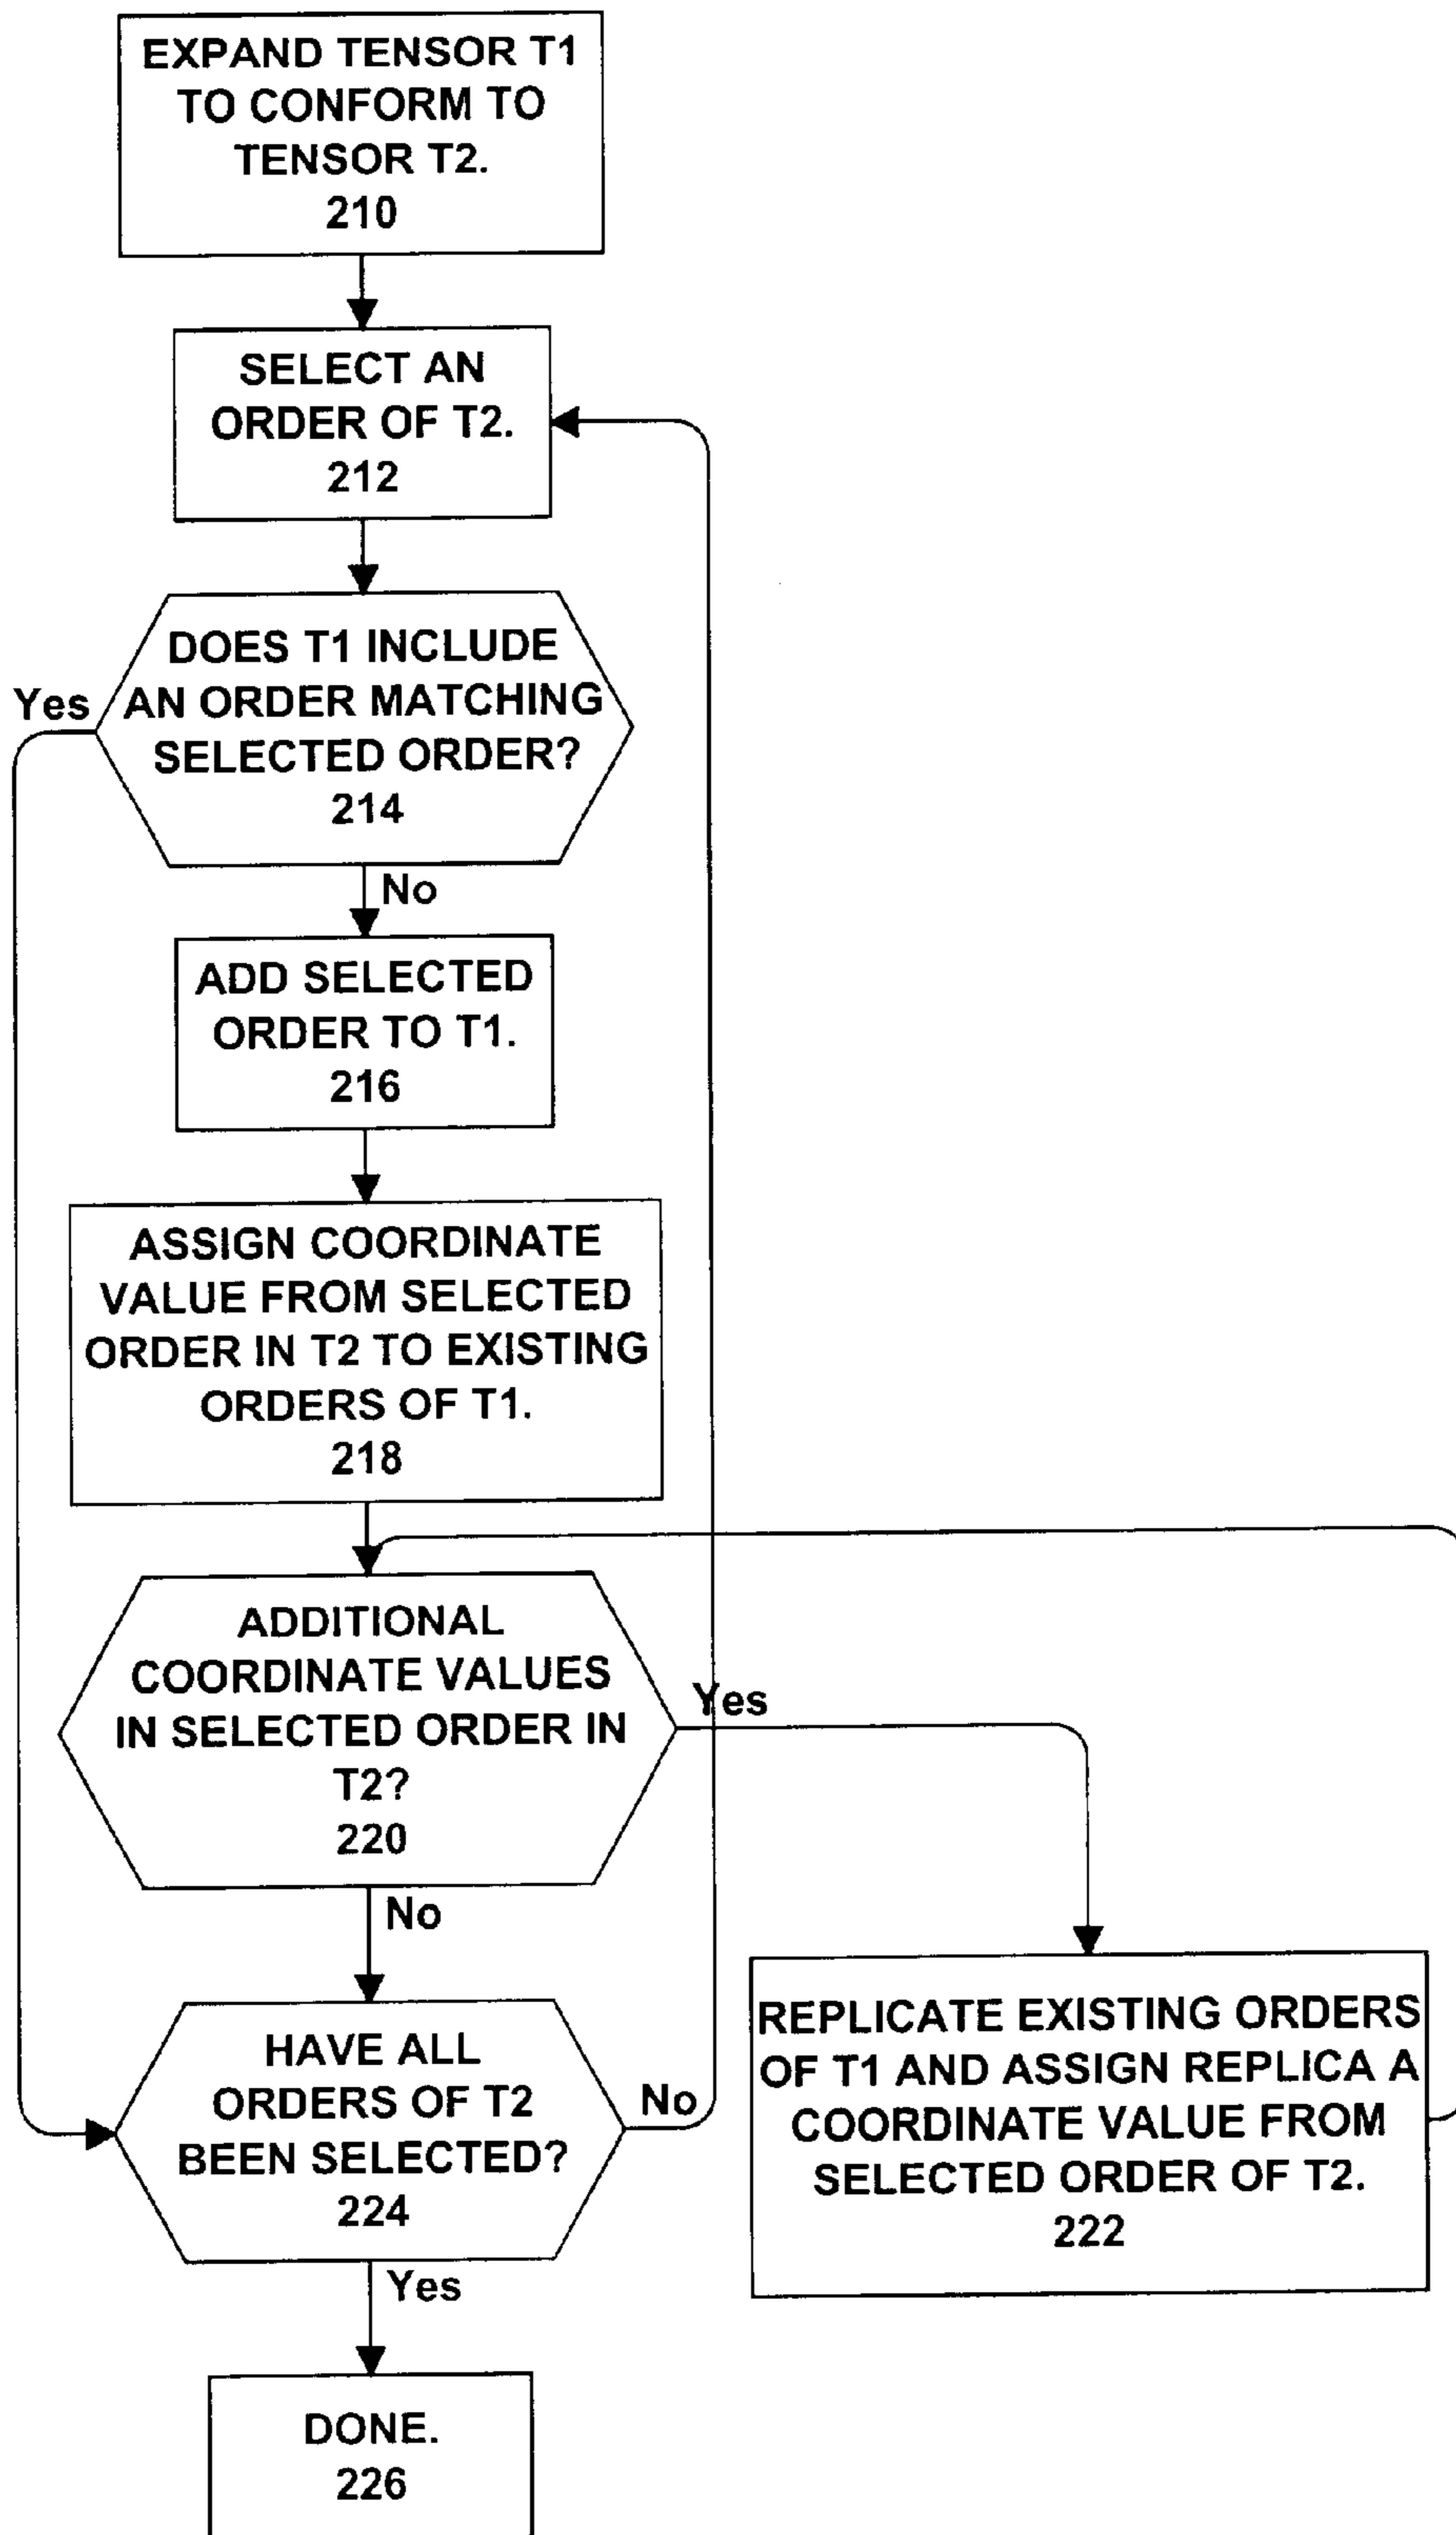 EXPAND TENSOR T1
TO CONFORM TO
TENSOR T2.
210
SELECT AN
ORDER OF T2.
212
DOES T1 INCLUDE
AN ORDER MATCHING
SELECTED ORDER?
214
Yes
No
ADD SELECTED
ORDER TO T1.
216
ASSIGN COORDINATE
VALUE FROM SELECTED
ORDER IN T2 TO EXISTING
ORDERS OF T1.
218
ADDITIONAL
COORDINATE VALUES
IN SELECTED ORDER IN
T2?
220
Yes
No
REPLICATE EXISTING ORDERS
OF T1 AND ASSIGN REPLICA A
COORDINATE VALUE FROM
SELECTED ORDER OF T2.
222
HAVE ALL
ORDERS OF T2
BEEN SELECTED?
224
No
Yes
DONE.
226